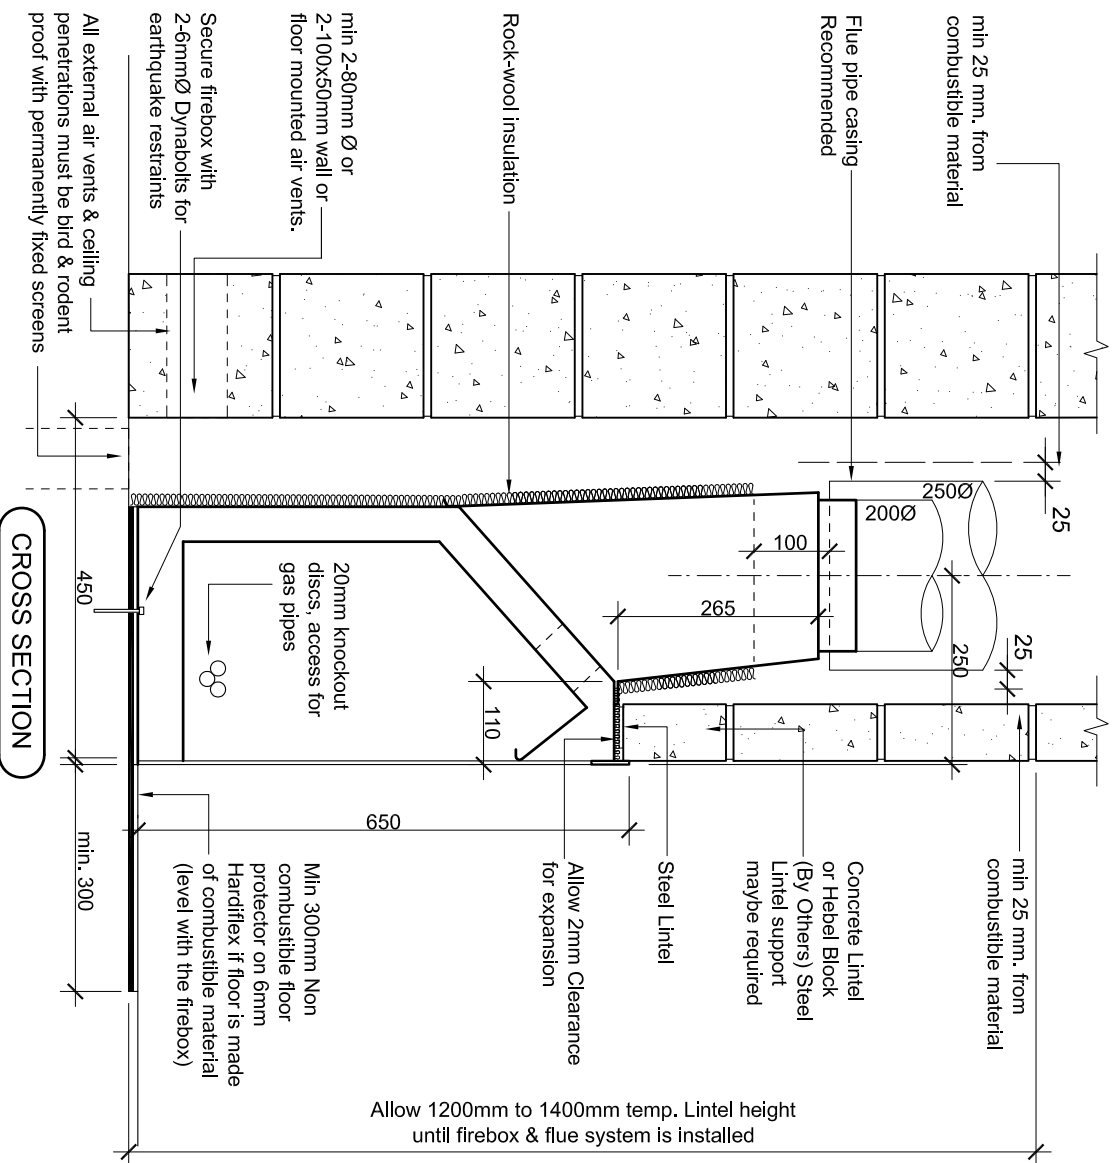 min 25 mm. from
combustible material
Flue pipe casing
Recommended
Rock-wool insulation
min 2-80mm Ø or
2-100x50mm wall or
floor mounted air vents.
Secure firebox with
2-6mmØ Dynabolts for
earthquake restraints
All external air vents & ceiling
penetrations must be bird & rodent
proof with permanently fixed screens
25
250Ø
200Ø
100
265
25
250
110
20mm knockout
discs, access for
gas pipes
450
min. 300
650
min 25 mm. from
combustible material
Concrete Lintel
or Hebel Block
(By Others) Steel
Lintel support
maybe required
Steel Lintel
Allow 2mm Clearance
for expansion
Min 300mm Non
combustible floor
protector on 6mm
Hardiflex if floor is made
of combustible material
(level with the firebox)
Allow 1200mm to 1400mm temp. Lintel height
until firebox & flue system is installed
CROSS SECTION